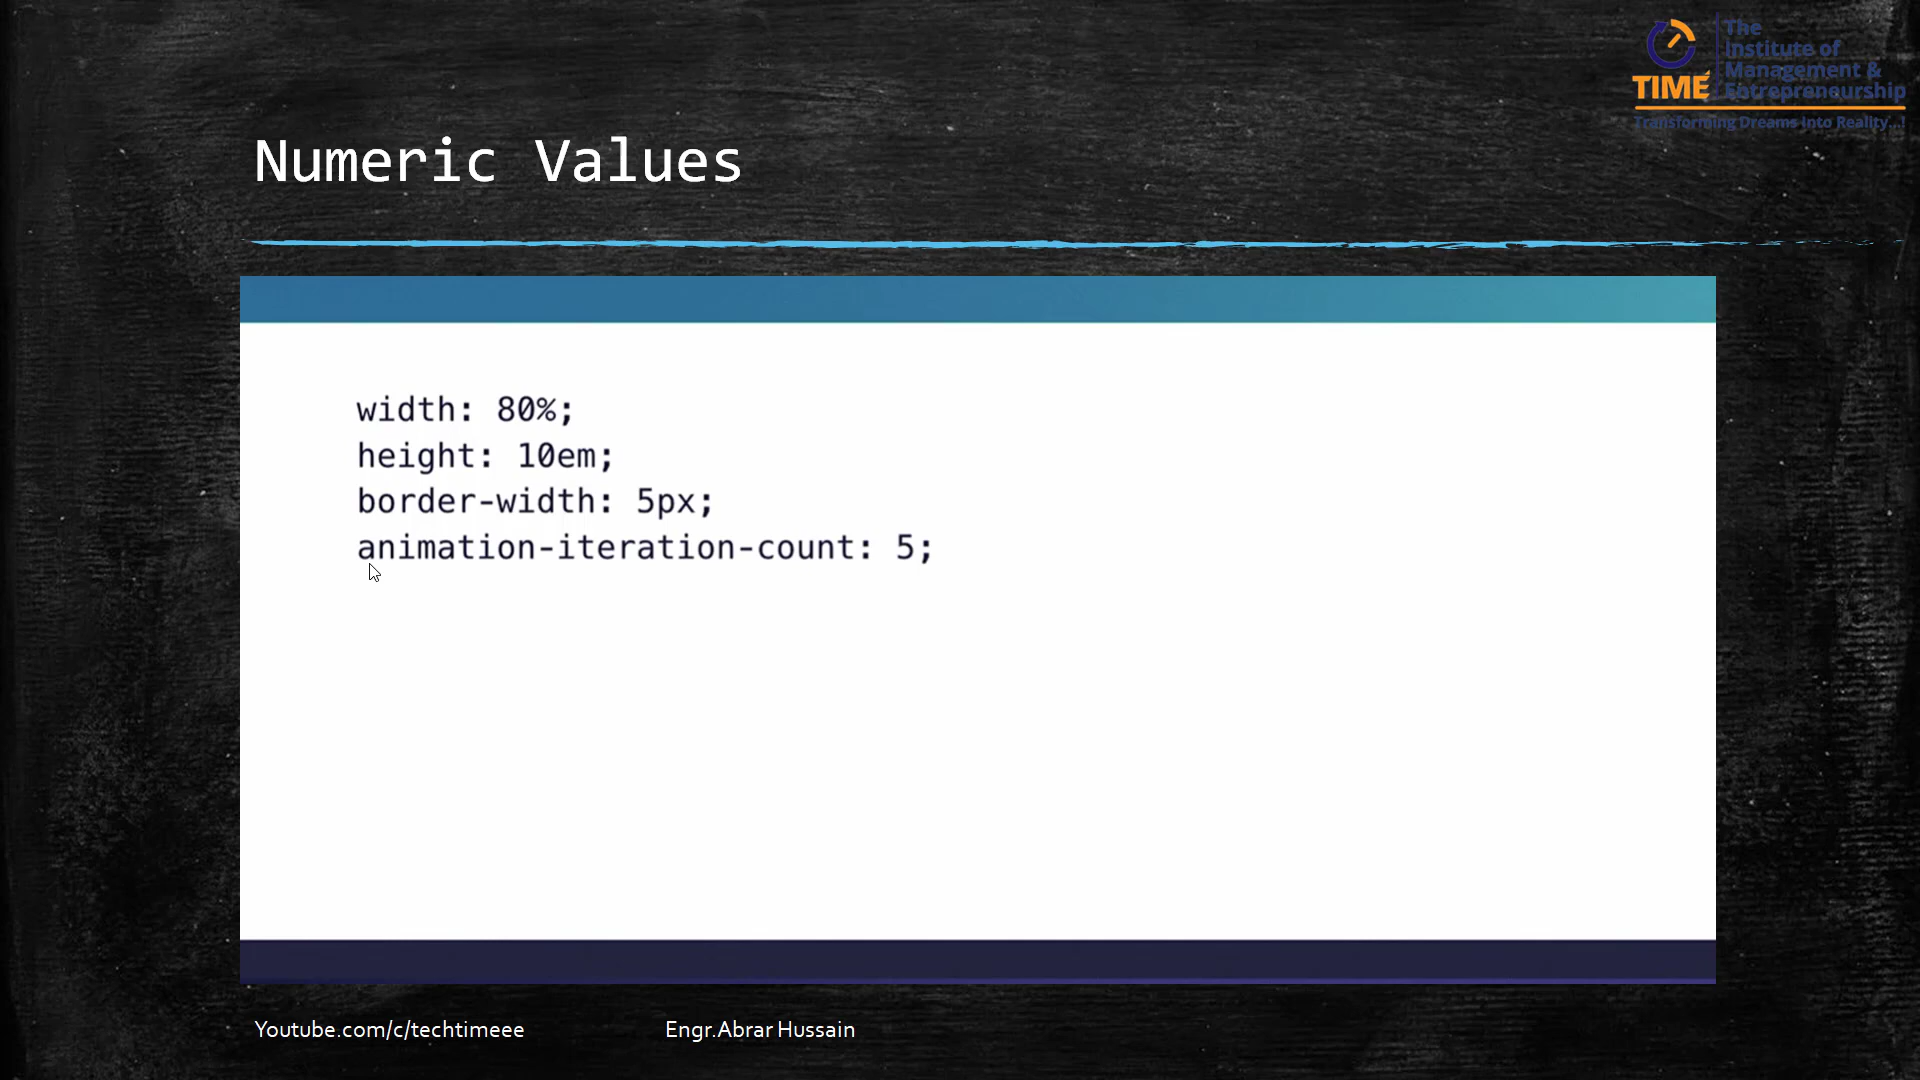 The
Institute of
Management &
Entrepreneurship
TIME
Transforming Dreams Into Reality...!
Numeric Values
width: 80%;
height: 10em;
border-width: 5px;
animation-iteration-count: 5;
Youtube.com/c/techtimeee
Engr.Abrar Hussain